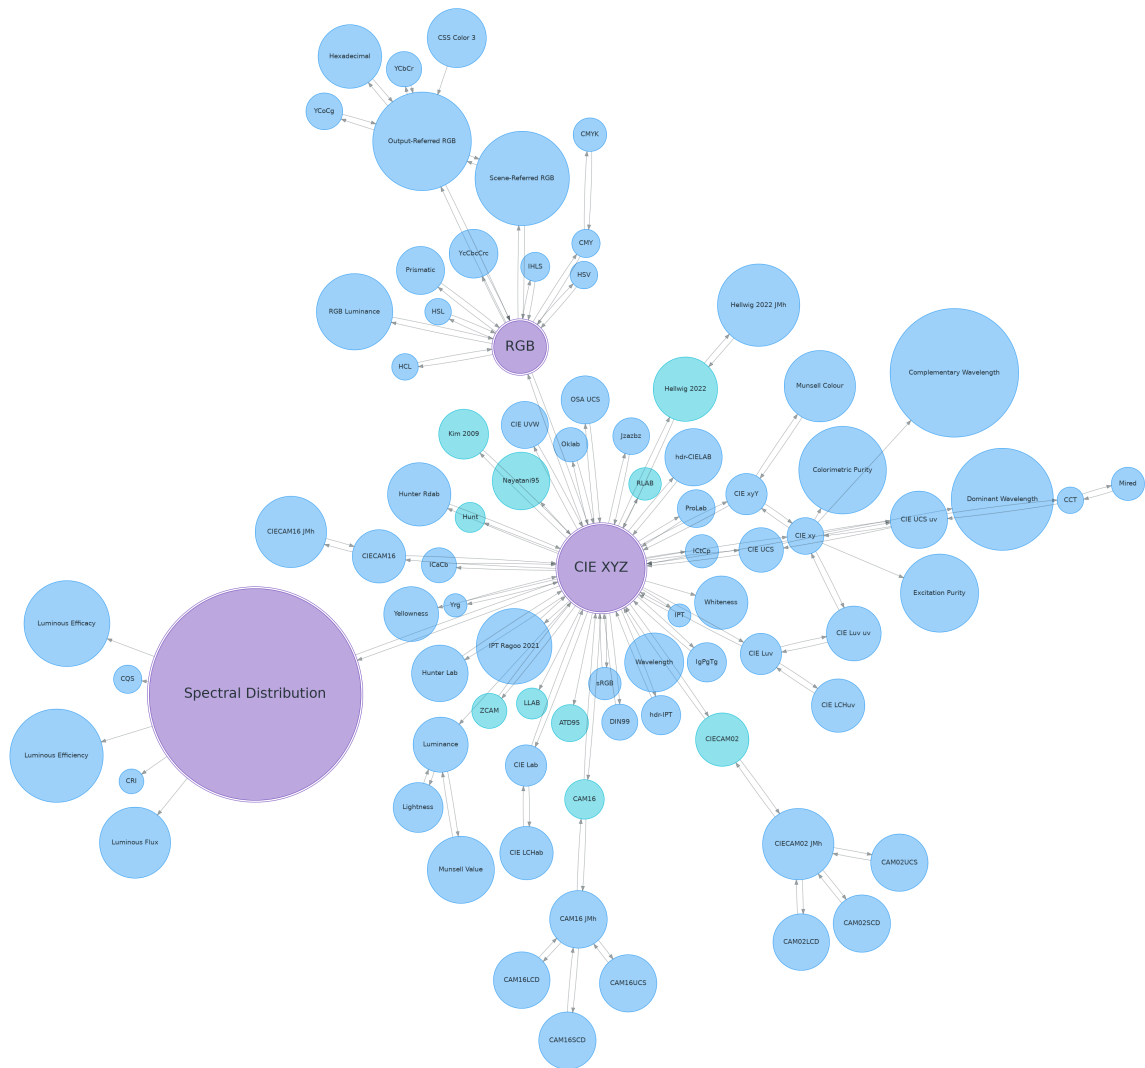 CSS Color 3
Hexadecimal
YCbCr
YCoCg
Output-Referred RGB
CMYK
Scene-Referred RGB
CMY
YcCbcCrc
IHLS
Prismatic
HSV
RGB Luminance
HSL
Hellwig 2022 JMh
RGB
HCL
Complementary Wavelength
Hellwig 2022
Munsell Colour
OSA UCS
CIE UVW
Kim 2009
Oklab
Jzazbz
hdr-CIELAB
Colorimetric Purity
Nayatani95
RLAB
Mired
Hunter Rdab
CIE xyY
Dominant Wavelength
CCT
ProLab
Hunt
CIE UCS uv
CIECAM16 JMh
CIE xy
CIECAM16
ICtCp
CIE UCS
ICaCb
CIE XYZ
Excitation Purity
Whiteness
Yrg
Yellowness
IPT
Luminous Efficacy
CIE Luv uv
IPT Ragoo 2021
CIE Luv
Wavelength
IgPgTg
Hunter Lab
CQS
sRGB
Spectral Distribution
LLAB
CIE LCHuv
ZCAM
hdr-IPT
ATD95
DIN99
CIECAM02
Luminance
Luminous Efficiency
CIE Lab
CRI
CAM16
Lightness
Luminous Flux
CIECAM02 JMh
CIE LCHab
CAM02UCS
Munsell Value
CAM16 JMh
CAM02SCD
CAM02LCD
CAM16LCD
CAM16UCS
CAM16SCD